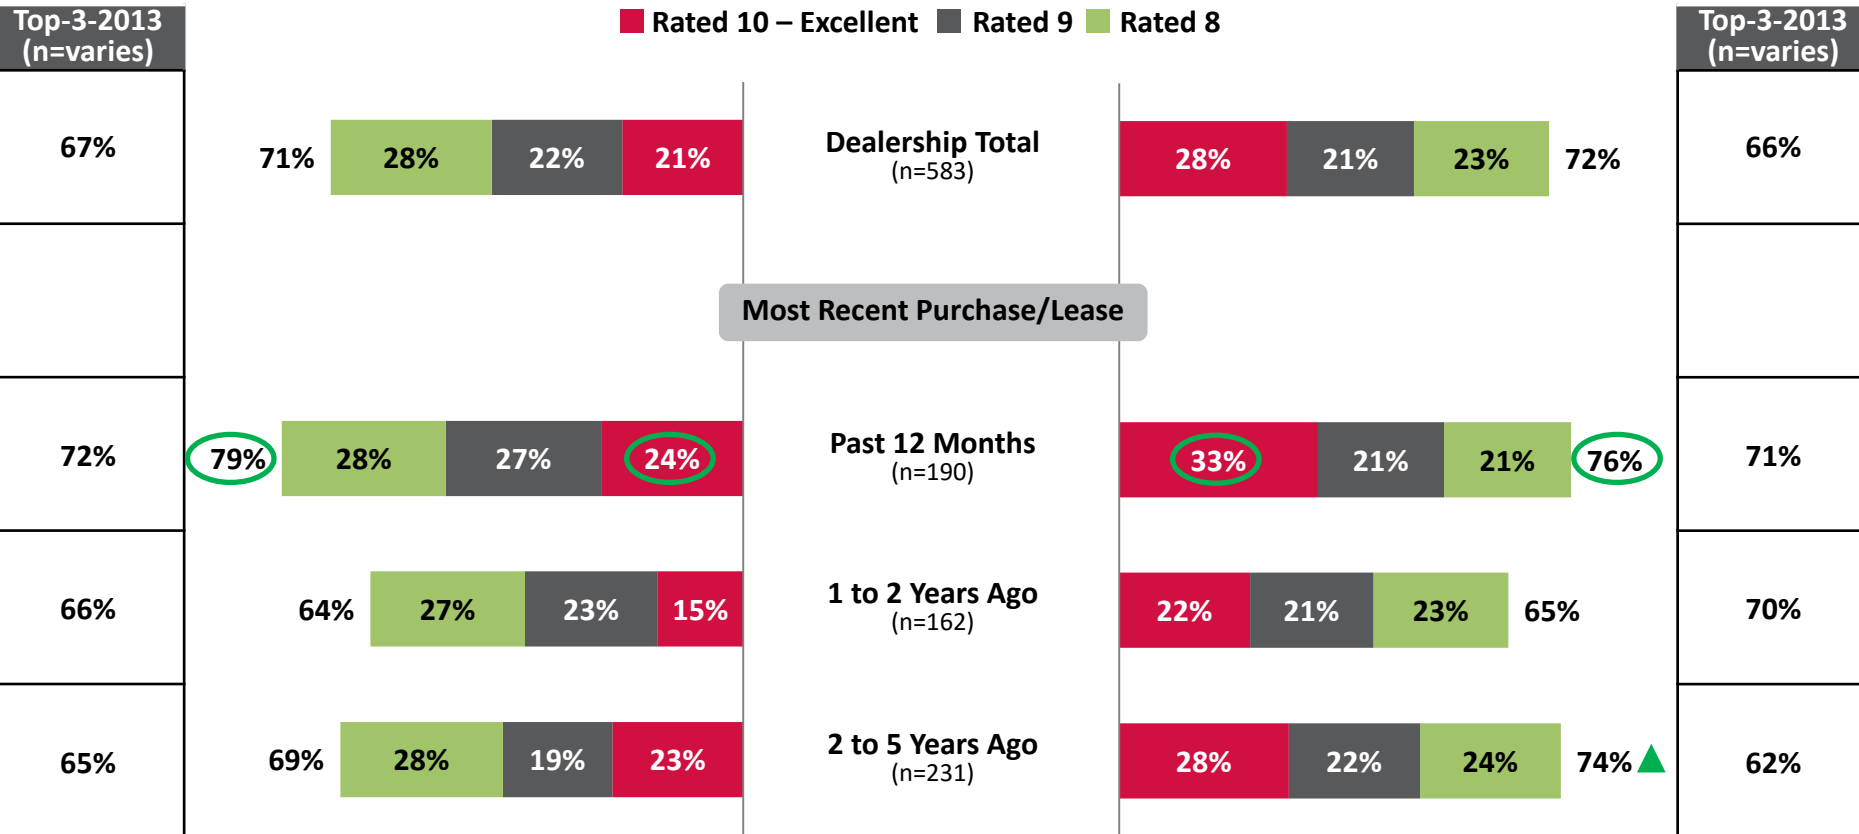 Top-3-2013
(n=varies)
Rated 10 – Excellent Rated 9 Rated 8
Top-3-2013
(n=varies)
67%
71% 28% 22% 21%
Dealership Total
(n=583)
28% 21% 23% 72%
66%
Most Recent Purchase/Lease
72%
79% 28% 27% 24%
Past 12 Months
(n=190)
33% 21% 21% 76%
71%
66%
64% 27% 23% 15%
1 to 2 Years Ago
(n=162)
22% 21% 23% 65%
70%
65%
69% 28% 19% 23%
2 to 5 Years Ago
(n=231)
28% 22% 24% 74%
62%